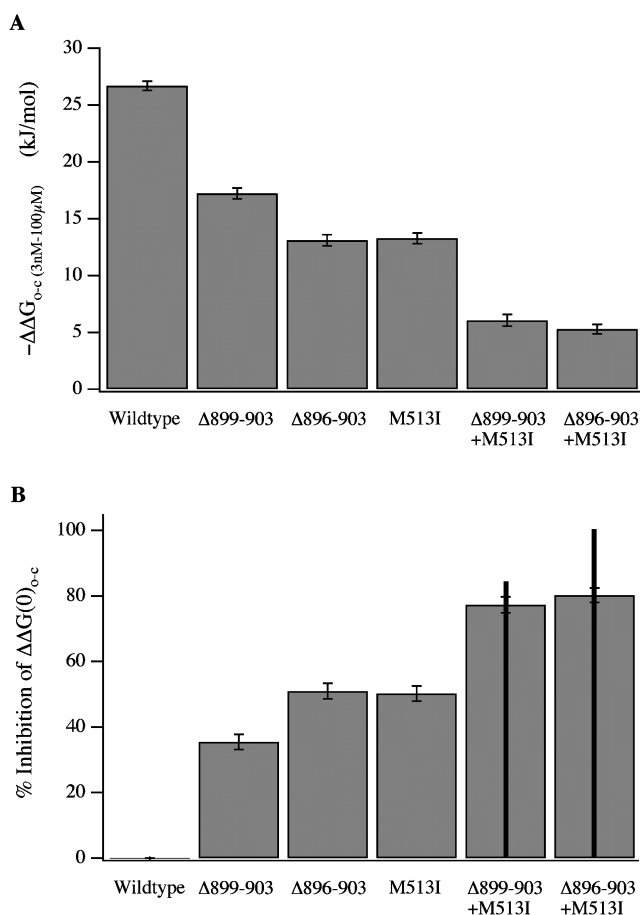 A
30
25
20
15
10
5
0
−ΔΔGo-c (3nM-100μM) (kJ/mol)
Wildtype Δ899-903 Δ896-903 M513I Δ899-903 Δ896-903
+M513I +M513I
B
100
80
60
40
20
0
% Inhibition of ΔΔG(0)o-c
Wildtype Δ899-903 Δ896-903 M513I Δ899-903 Δ896-903
+M513I +M513I